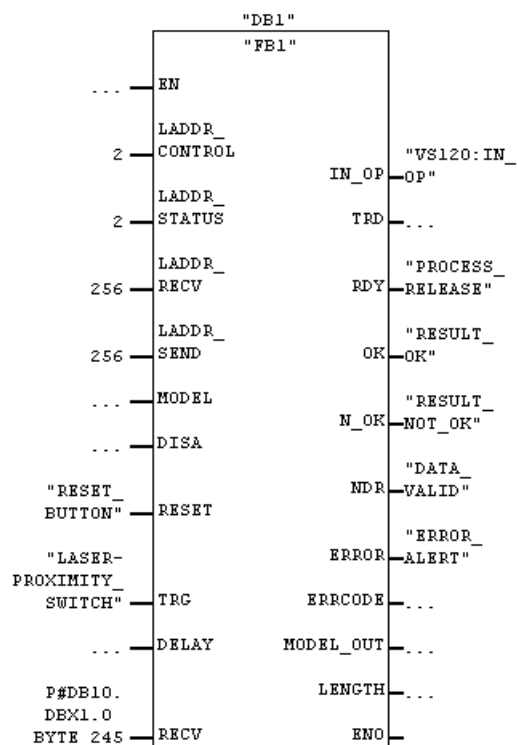 "DB1"
"FB1"
... EN
LADDR_
2 CONTROL
"VS120:IN_
IN_OP OP"
LADDR_
2 STATUS
TRD ...
LADDR_
256 RECV
"PROCESS_
RDY RELEASE"
LADDR_
256 SEND
"RESULT_
OK OK"
... MODEL
"RESULT_
N_OK NOT_OK"
... DISA
"RESET_
BUTTON" RESET
"DATA_
NDR VALID"
"LASER-
PROXIMITY_
SWITCH" TRG
"ERROR_
ERROR ALERT"
ERRCODE ...
... DELAY
MODEL_OUT ...
P#DB10.
DBX1.0
BYTE 245 RECV
LENGTH ...
ENO